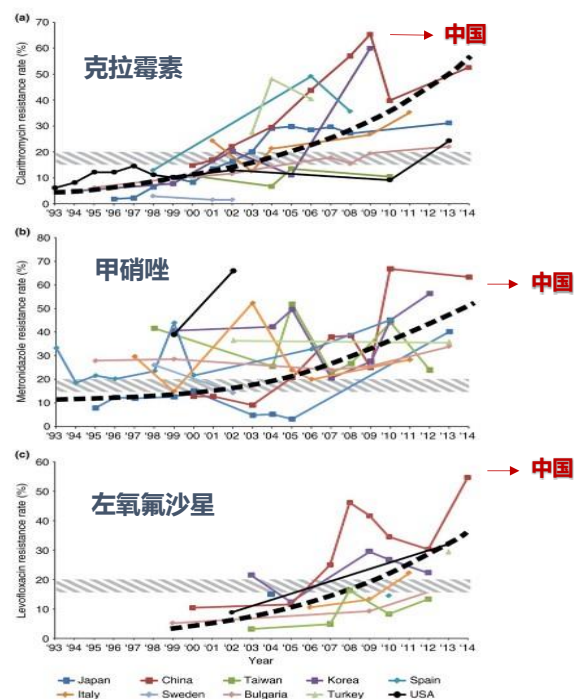 (a)
70
60
50
40
30
20
10
0
Clarithromycin resistance rate (%)
克拉霉素
中国
'93 '94 '95 '96 '97 '98 '99 '00 '01 '02 '03 '04 '05 '06 '07 '08 '09 '10 '11 '12 '13 '14
(b)
80
70
60
50
40
30
20
10
0
Metronidazole resistance rate (%)
甲硝唑
中国
'93 '94 '95 '96 '97 '98 '99 '00 '01 '02 '03 '04 '05 '06 '07 '08 '09 '10 '11 '12 '13 '14
(c)
60
50
40
30
20
10
0
Levofloxacin resistance rate (%)
左氧氟沙星
中国
'93 '94 '95 '96 '97 '98 '99 '00 '01 '02 '03 '04 '05 '06 '07 '08 '09 '10 '11 '12 '13 '14
Year
Japan China Taiwan Korea Spain
Italy Sweden Bulgaria Turkey USA